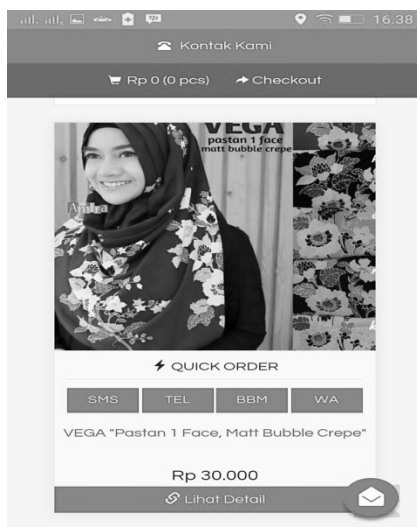 16.38
Kontak Kami
Rp 0 (0 pcs) Checkout
VEGA
pastan 1 face
matt bubble crepe
Amira
QUICK ORDER
SMS TEL BBM WA
VEGA "Pastan 1 Face, Matt Bubble Crepe"
Rp 30.000
Lihat Detail